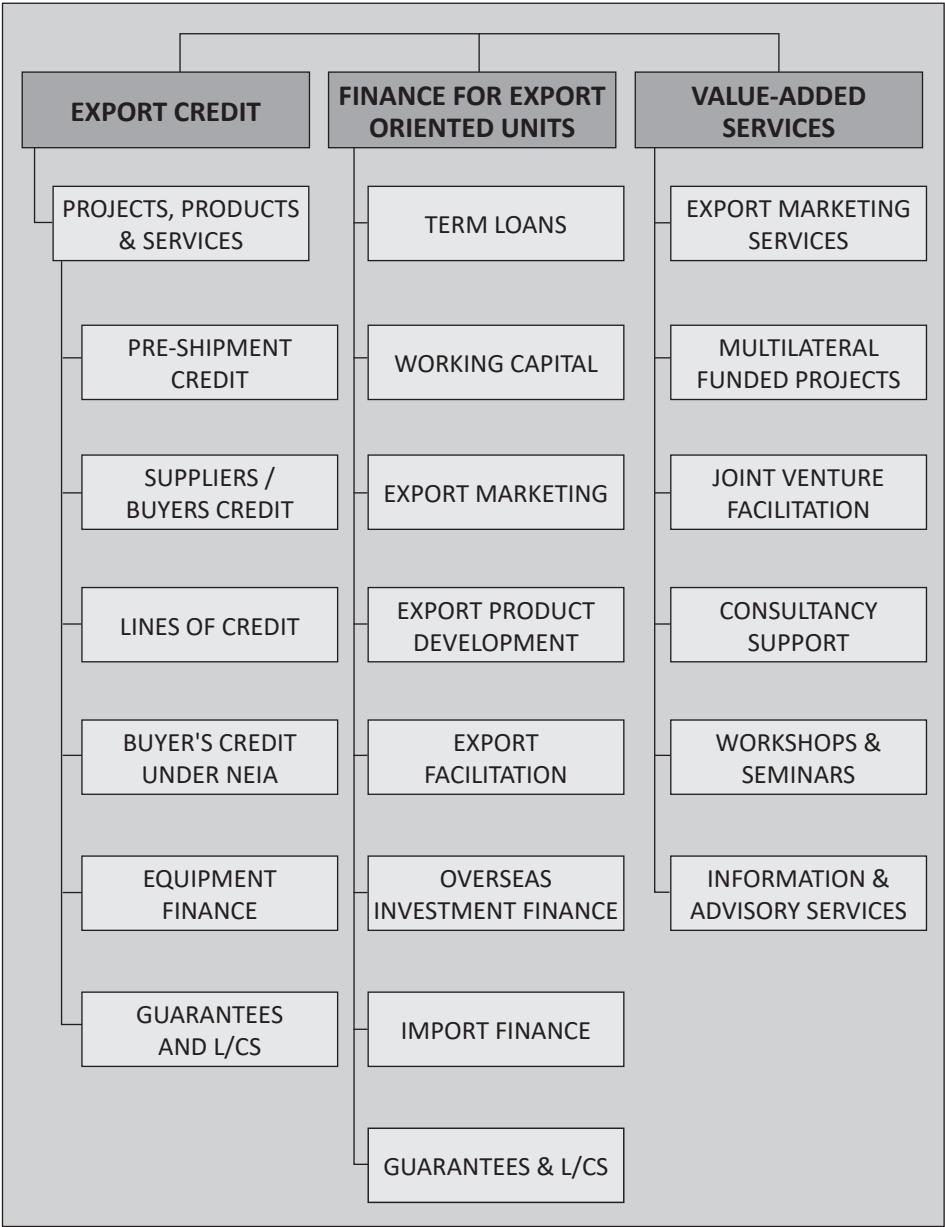 EXPORT CREDIT
PROJECTS, PRODUCTS
& SERVICES
PRE-SHIPMENT
CREDIT
SUPPLIERS /
BUYERS CREDIT
LINES OF CREDIT
BUYER'S CREDIT
UNDER NEIA
EQUIPMENT
FINANCE
GUARANTEES
AND L/CS
FINANCE FOR EXPORT
ORIENTED UNITS
TERM LOANS
WORKING CAPITAL
EXPORT MARKETING
EXPORT PRODUCT
DEVELOPMENT
EXPORT
FACILITATION
OVERSEAS
INVESTMENT FINANCE
IMPORT FINANCE
GUARANTEES & L/CS
VALUE-ADDED
SERVICES
EXPORT MARKETING
SERVICES
MULTILATERAL
FUNDED PROJECTS
JOINT VENTURE
FACILITATION
CONSULTANCY
SUPPORT
WORKSHOPS &
SEMINARS
INFORMATION &
ADVISORY SERVICES